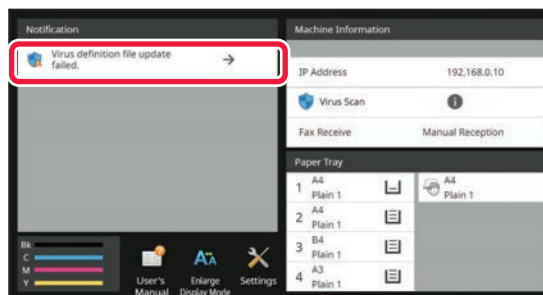 Notification
Virus definition file update
failed.
Machine Information
IP Address 192.168.0.10
Virus Scan
Fax Receive Manual Reception
Paper Tray
1 A4
Plain 1
A4
Plain 1
2 A4
Plain 1
3 B4
Plain 1
4 A3
Plain 1
Bk
C
M
Y
User's
Manual
Enlarge
Display Mode
Settings